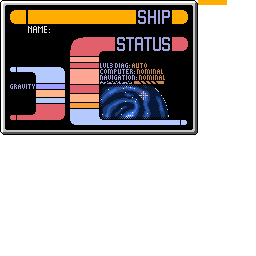 SHIP
NAME:
STATUS
LVL3 DIAG: AUTO
COMPUTER: NOMINAL
NAVIGATION: NOMINAL
GRAVITY